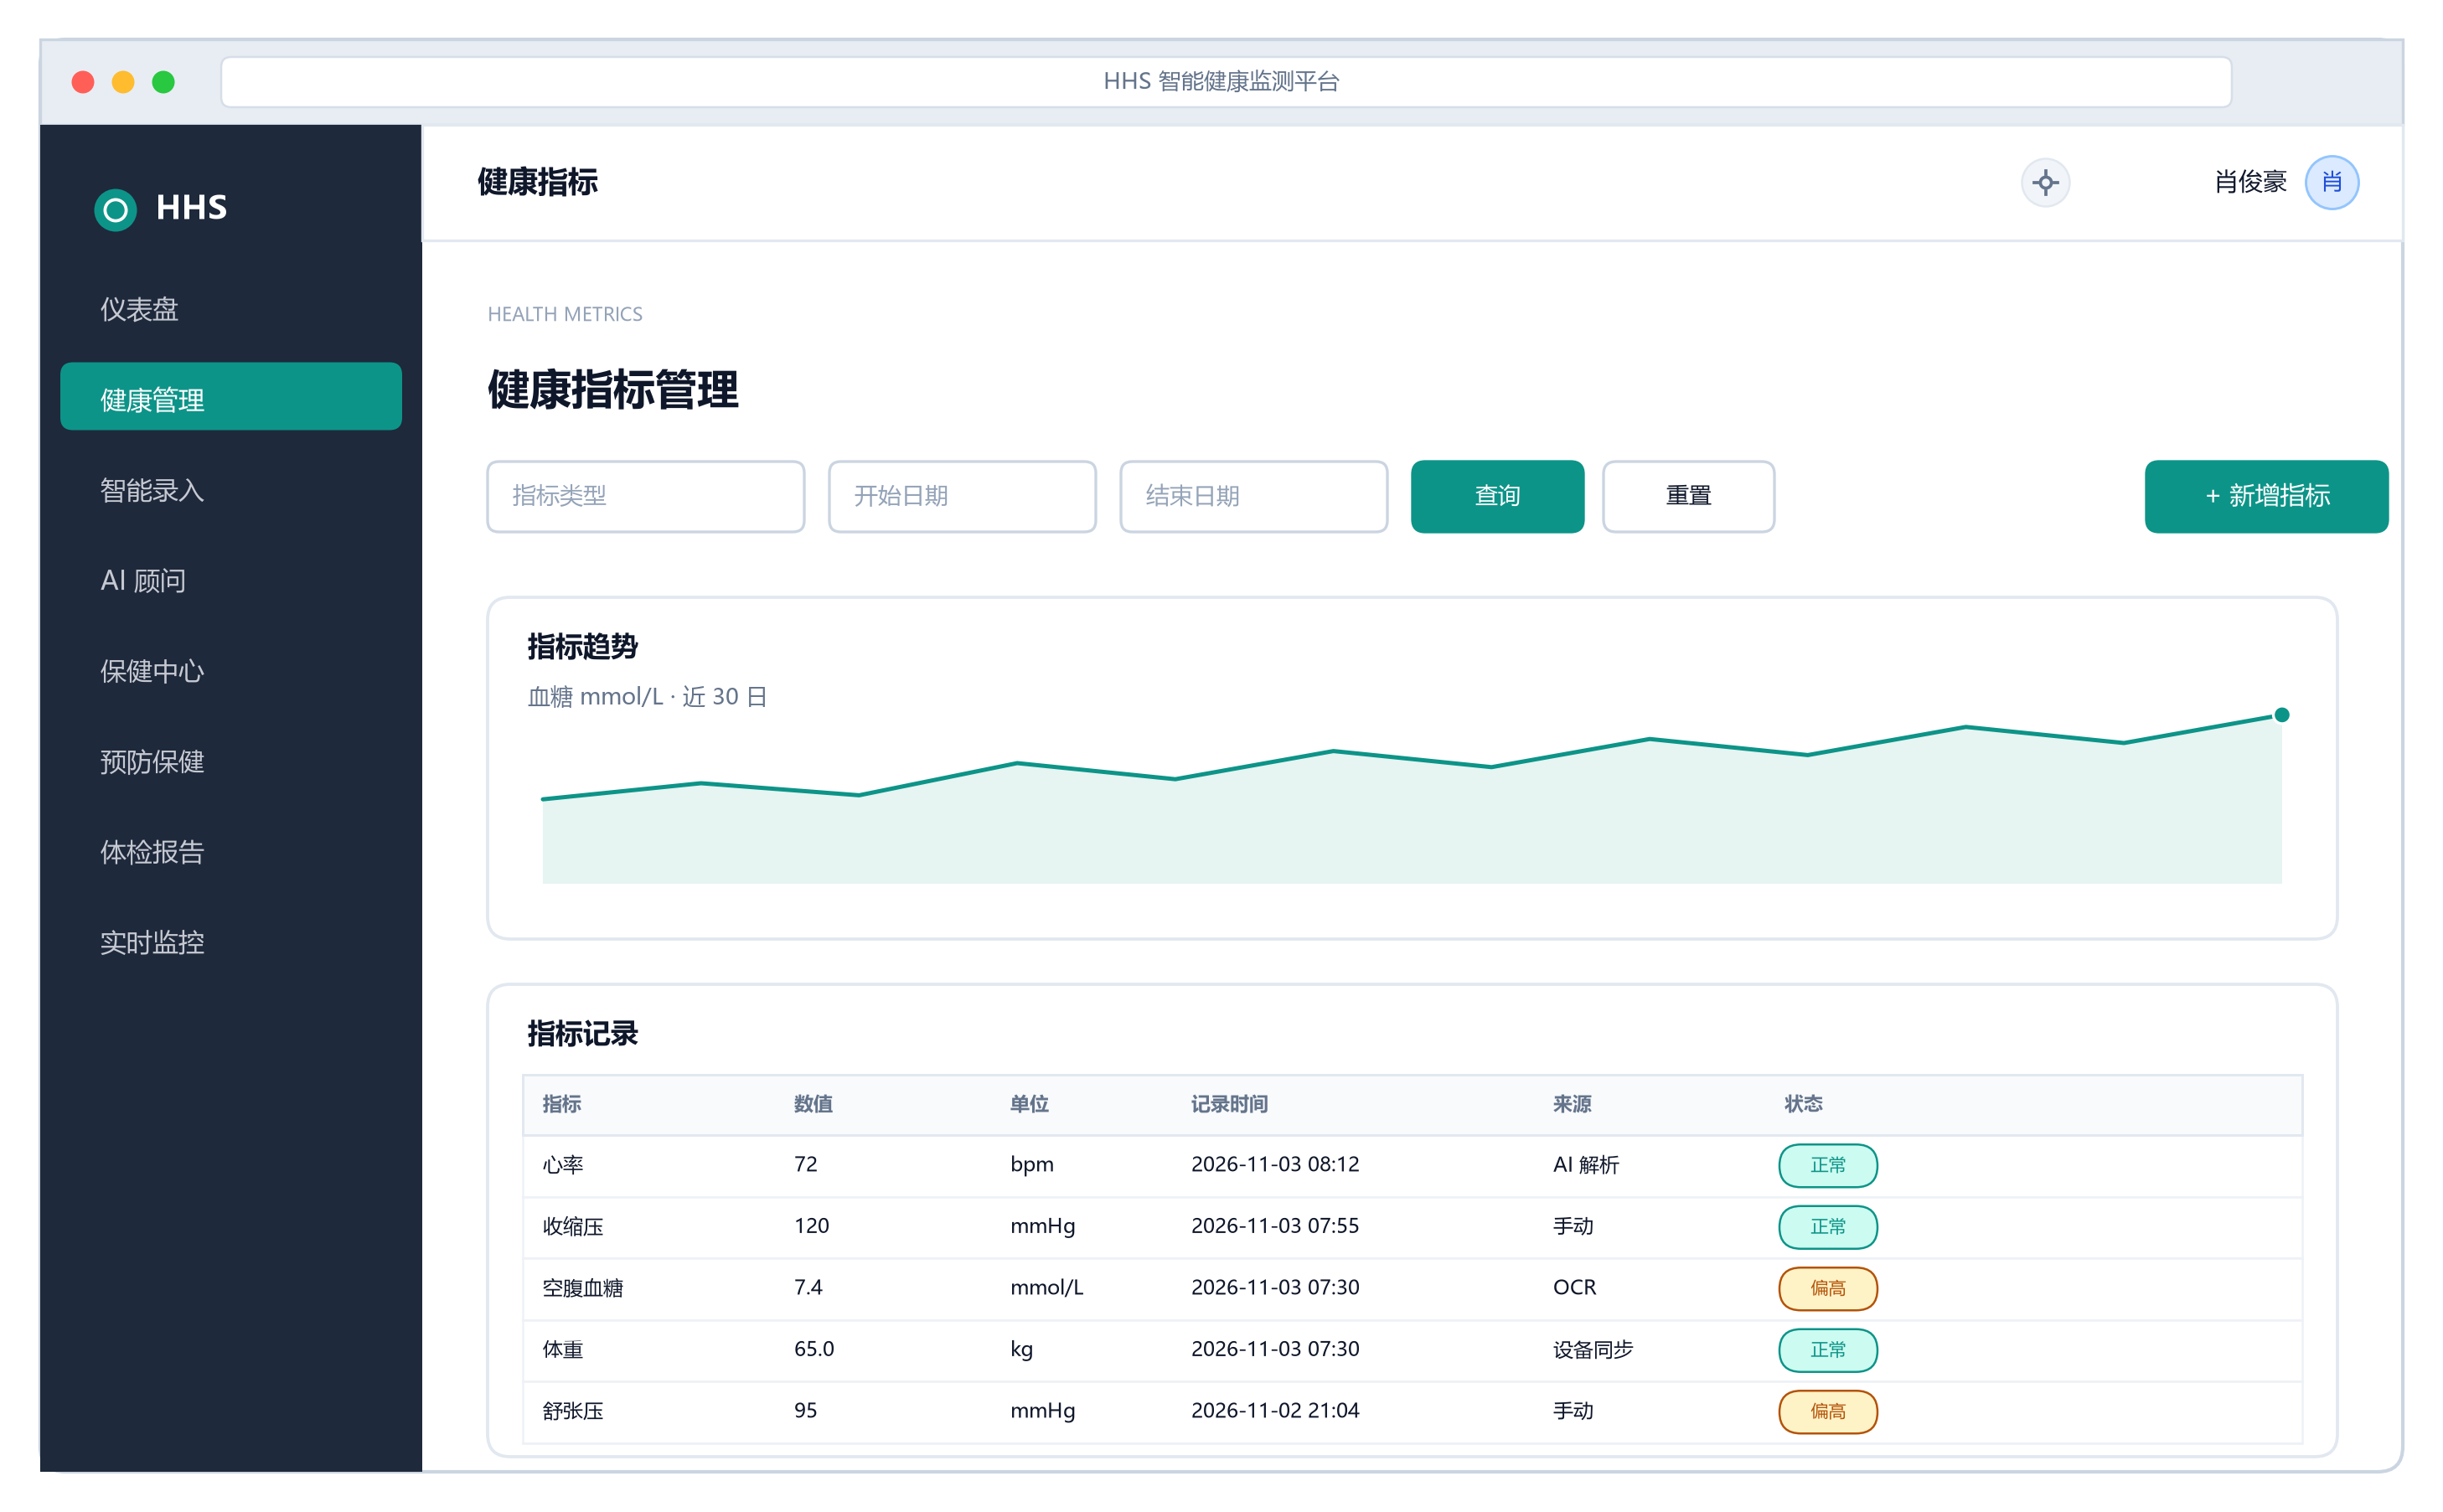 HHS 智能健康监测平台
HHS
仪表盘
健康管理
智能录入
AI 顾问
保健中心
预防保健
体检报告
实时监控
健康指标
肖俊豪 肖
HEALTH METRICS
健康指标管理
指标类型 开始日期 结束日期 查询 重置 + 新增指标
指标趋势
血糖 mmol/L · 近 30 日
指标记录
指标 数值 单位 记录时间 来源 状态
心率 72 bpm 2026-11-03 08:12 AI 解析 正常
收缩压 120 mmHg 2026-11-03 07:55 手动 正常
空腹血糖 7.4 mmol/L 2026-11-03 07:30 OCR 偏高
体重 65.0 kg 2026-11-03 07:30 设备同步 正常
舒张压 95 mmHg 2026-11-02 21:04 手动 偏高